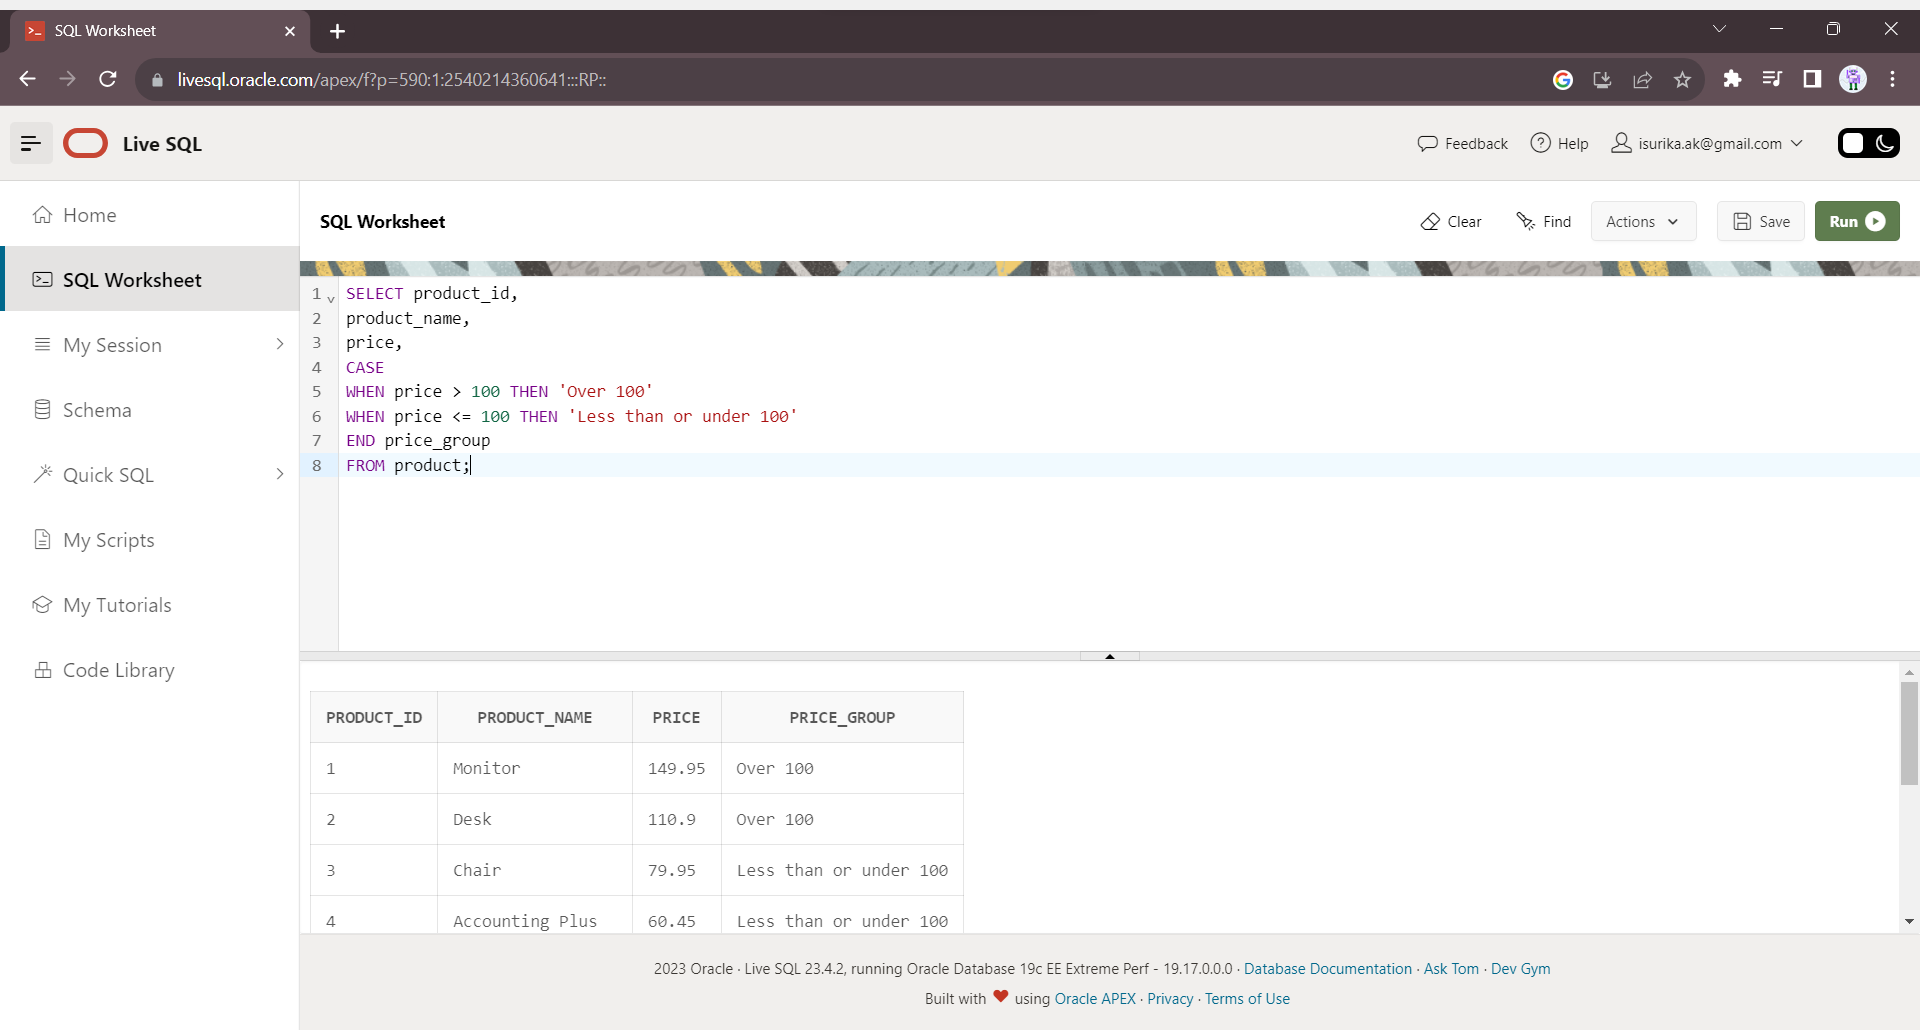 SQL Worksheet
livesql.oracle.com/apex/f?p=590:1:2540214360641:::RP::
Live SQL
Feedback
Help
isurika.ak@gmail.com
Home
SQL Worksheet
My Session
Schema
Quick SQL
My Scripts
My Tutorials
Code Library
SQL Worksheet
Clear
Find
Actions
Save
Run
1 SELECT product_id,
2 product_name,
3 price,
4 CASE
5 WHEN price > 100 THEN 'Over 100'
6 WHEN price <= 100 THEN 'Less than or under 100'
7 END price_group
8 FROM product;
PRODUCT_ID PRODUCT_NAME PRICE PRICE_GROUP
1 Monitor 149.95 Over 100
2 Desk 110.9 Over 100
3 Chair 79.95 Less than or under 100
4 Accounting Plus 60.45 Less than or under 100
2023 Oracle · Live SQL 23.4.2, running Oracle Database 19c EE Extreme Perf - 19.17.0.0.0 · Database Documentation · Ask Tom · Dev Gym
Built with ♥ using Oracle APEX · Privacy · Terms of Use